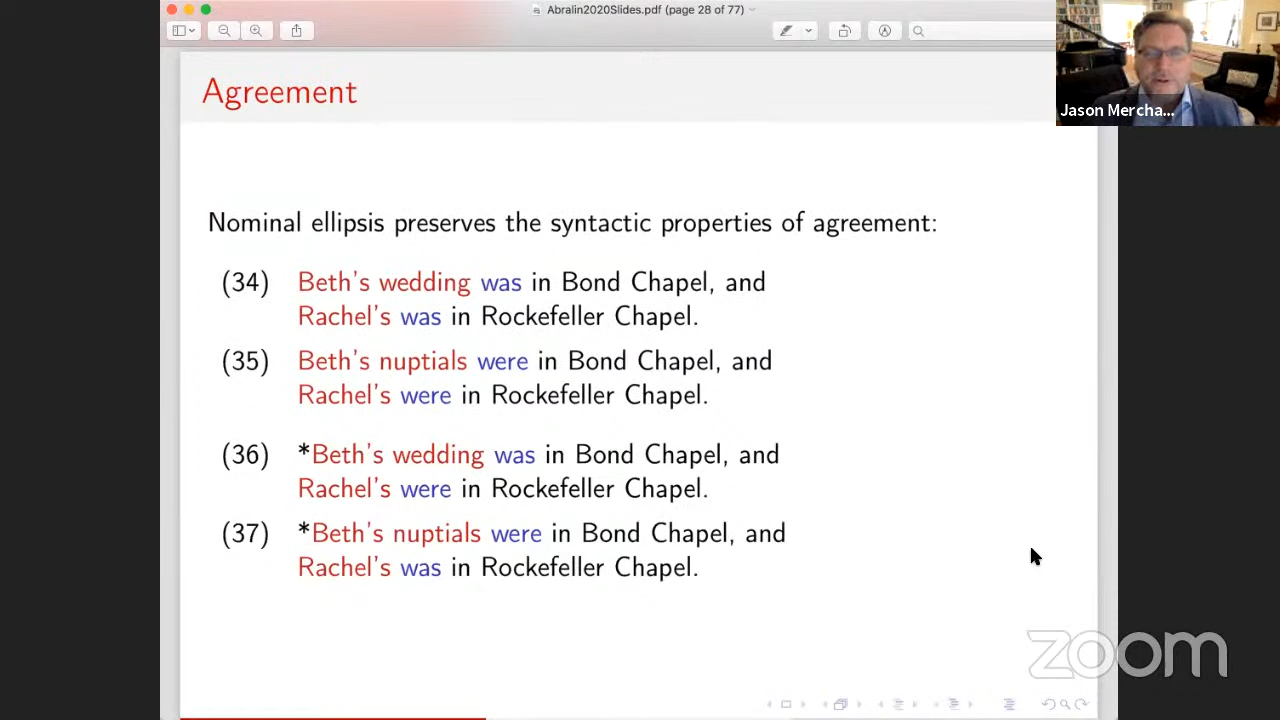 Abralin2020Slides.pdf (page 28 of 77)
Agreement
Jason Mercha...
Nominal ellipsis preserves the syntactic properties of agreement:
(34) Beth's wedding was in Bond Chapel, and
Rachel's was in Rockefeller Chapel.
(35) Beth's nuptials were in Bond Chapel, and
Rachel's were in Rockefeller Chapel.
(36) *Beth's wedding was in Bond Chapel, and
Rachel's were in Rockefeller Chapel.
(37) *Beth's nuptials were in Bond Chapel, and
Rachel's was in Rockefeller Chapel.
zoom